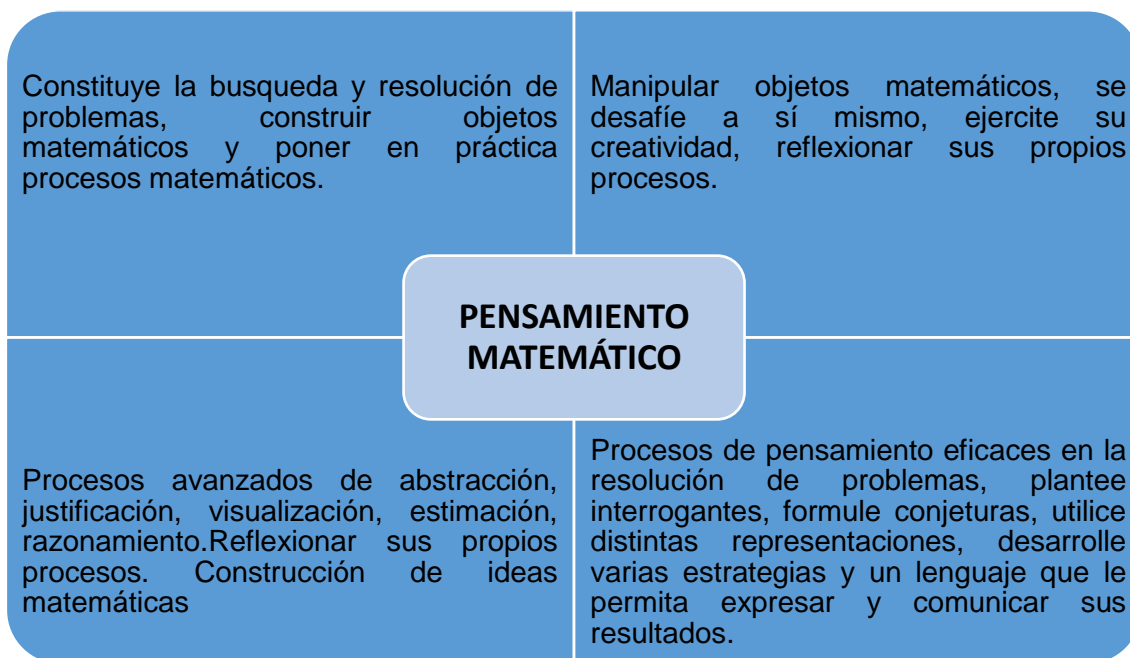 Constituye la busqueda y resolución de
problemas, construir objetos
matemáticos y poner en práctica
procesos matemáticos.
Manipular objetos matemáticos, se
desafíe a sí mismo, ejercite su
creatividad, reflexionar sus propios
procesos.
PENSAMIENTO
MATEMÁTICO
Procesos avanzados de abstracción,
justificación, visualización, estimación,
razonamiento.Reflexionar sus propios
procesos. Construcción de ideas
matemáticas
Procesos de pensamiento eficaces en la
resolución de problemas, plantee
interrogantes, formule conjeturas, utilice
distintas representaciones, desarrolle
varias estrategias y un lenguaje que le
permita expresar y comunicar sus
resultados.